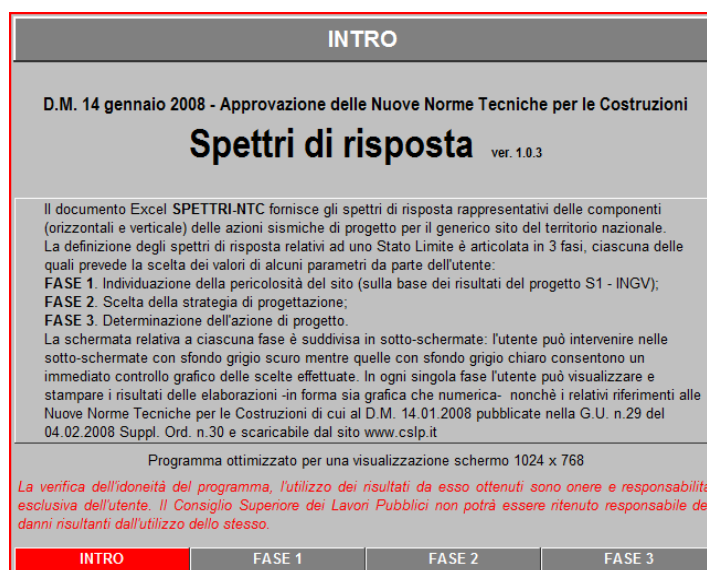 INTRO
D.M. 14 gennaio 2008 - Approvazione delle Nuove Norme Tecniche per le Costruzioni
Spettri di risposta ver. 1.0.3
Il documento Excel SPETTRI-NTC fornisce gli spettri di risposta rappresentativi delle componenti
(orizzontali e verticale) delle azioni sismiche di progetto per il generico sito del territorio nazionale.
La definizione degli spettri di risposta relativi ad uno Stato Limite è articolata in 3 fasi, ciascuna delle
quali prevede la scelta dei valori di alcuni parametri da parte dell'utente:
FASE 1. Individuazione della pericolosità del sito (sulla base dei risultati del progetto S1 - INGV);
FASE 2. Scelta della strategia di progettazione;
FASE 3. Determinazione dell'azione di progetto.
La schermata relativa a ciascuna fase è suddivisa in sotto-schermate: l'utente può intervenire nelle
sotto-schermate con sfondo grigio scuro mentre quelle con sfondo grigio chiaro consentono un
immediato controllo grafico delle scelte effettuate. In ogni singola fase l'utente può visualizzare e
stampare i risultati delle elaborazioni -in forma sia grafica che numerica- nonchè i relativi riferimenti alle
Nuove Norme Tecniche per le Costruzioni di cui al D.M. 14.01.2008 pubblicate nella G.U. n.29 del
04.02.2008 Suppl. Ord. n.30 e scaricabile dal sito www.cslp.it
Programma ottimizzato per una visualizzazione schermo 1024 x 768
La verifica dell'idoneità del programma, l'utilizzo dei risultati da esso ottenuti sono onere e responsabilità
esclusiva dell'utente. Il Consiglio Superiore dei Lavori Pubblici non potrà essere ritenuto responsabile de
danni risultanti dall'utilizzo dello stesso.
INTRO FASE 1 FASE 2 FASE 3